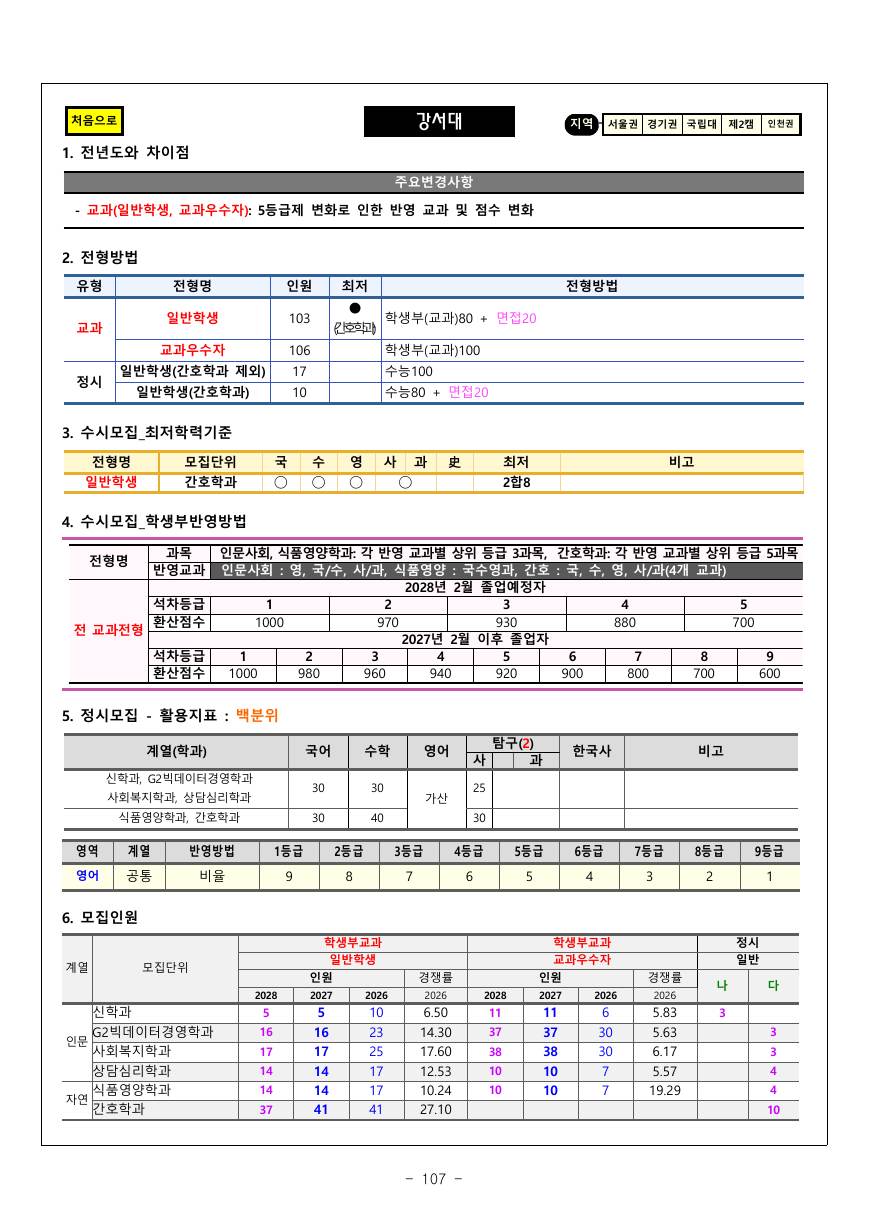 처음으로
강서대
지역 서울권 경기권 국립대 제2캠 인천권
1. 전년도와 차이점
주요변경사항
- 교과(일반학생, 교과우수자): 5등급제 변화로 인한 반영 교과 및 점수 변화
2. 전형방법
유형 전형명 인원 최저 전형방법
교과 일반학생 103 ●(간호학과) 학생부(교과)80 + 면접20
교과우수자 106 학생부(교과)100
정시 일반학생(간호학과 제외) 17 수능100
일반학생(간호학과) 10 수능80 + 면접20
3. 수시모집_최저학력기준
전형명 모집단위 국 수 영 사 과 史 최저 비고
일반학생 간호학과 ○ ○ ○ ○ 2합8
4. 수시모집_학생부반영방법
전형명 과목 인문사회, 식품영양학과: 각 반영 교과별 상위 등급 3과목, 간호학과: 각 반영 교과별 상위 등급 5과목
반영교과 인문사회 : 영, 국/수, 사/과, 식품영양 : 국수영과, 간호 : 국, 수, 영, 사/과(4개 교과)
전 교과전형 2028년 2월 졸업예정자
석차등급 1 2 3 4 5
환산점수 1000 970 930 880 700
2027년 2월 이후 졸업자
석차등급 1 2 3 4 5 6 7 8 9
환산점수 1000 980 960 940 920 900 800 700 600
5. 정시모집 - 활용지표 : 백분위
계열(학과) 국어 수학 영어 탐구(2) 한국사 비고
사 과
신학과, G2빅데이터경영학과
사회복지학과, 상담심리학과 30 30 가산 25
식품영양학과, 간호학과 30 40 30
영역 계열 반영방법 1등급 2등급 3등급 4등급 5등급 6등급 7등급 8등급 9등급
영어 공통 비율 9 8 7 6 5 4 3 2 1
6. 모집인원
계열 모집단위 학생부교과 학생부교과 정시
일반학생 교과우수자 일반
인원 경쟁률 인원 경쟁률 나 다
2028 2027 2026 2026 2028 2027 2026 2026
인문 신학과 5 5 10 6.50 11 11 6 5.83 3
G2빅데이터경영학과 16 16 23 14.30 37 37 30 5.63 3
사회복지학과 17 17 25 17.60 38 38 30 6.17 3
상담심리학과 14 14 17 12.53 10 10 7 5.57 4
자연 식품영양학과 14 14 17 10.24 10 10 7 19.29 4
간호학과 37 41 41 27.10 10
- 107 -